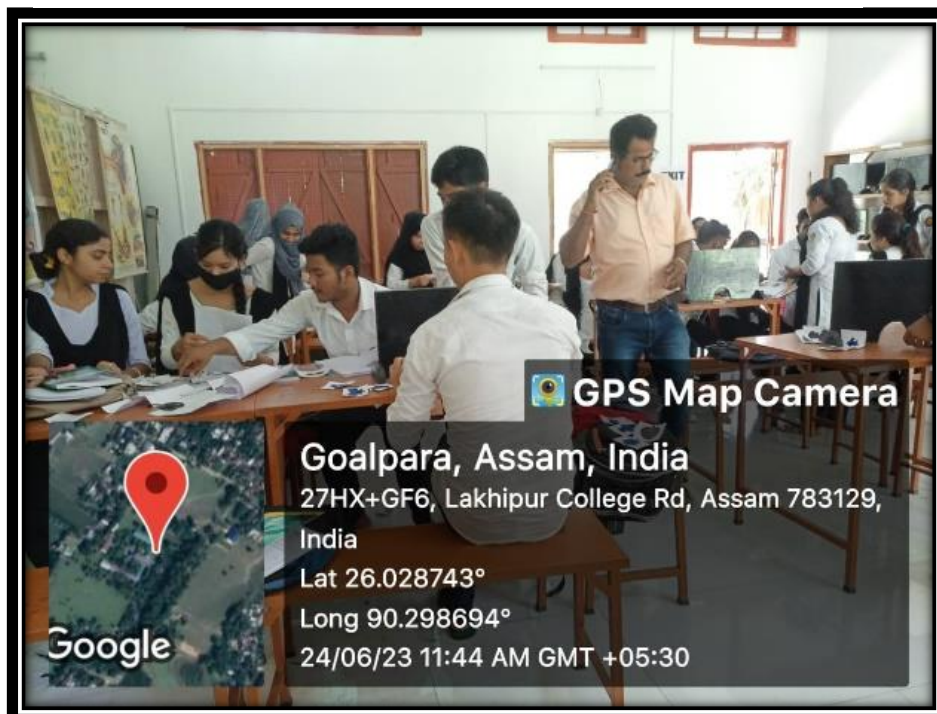 EXIT
GPS Map Camera
Goalpara, Assam, India
27HX+GF6, Lakhipur College Rd, Assam 783129,
India
Lat 26.028743°
Long 90.298694°
24/06/23 11:44 AM GMT +05:30
Google